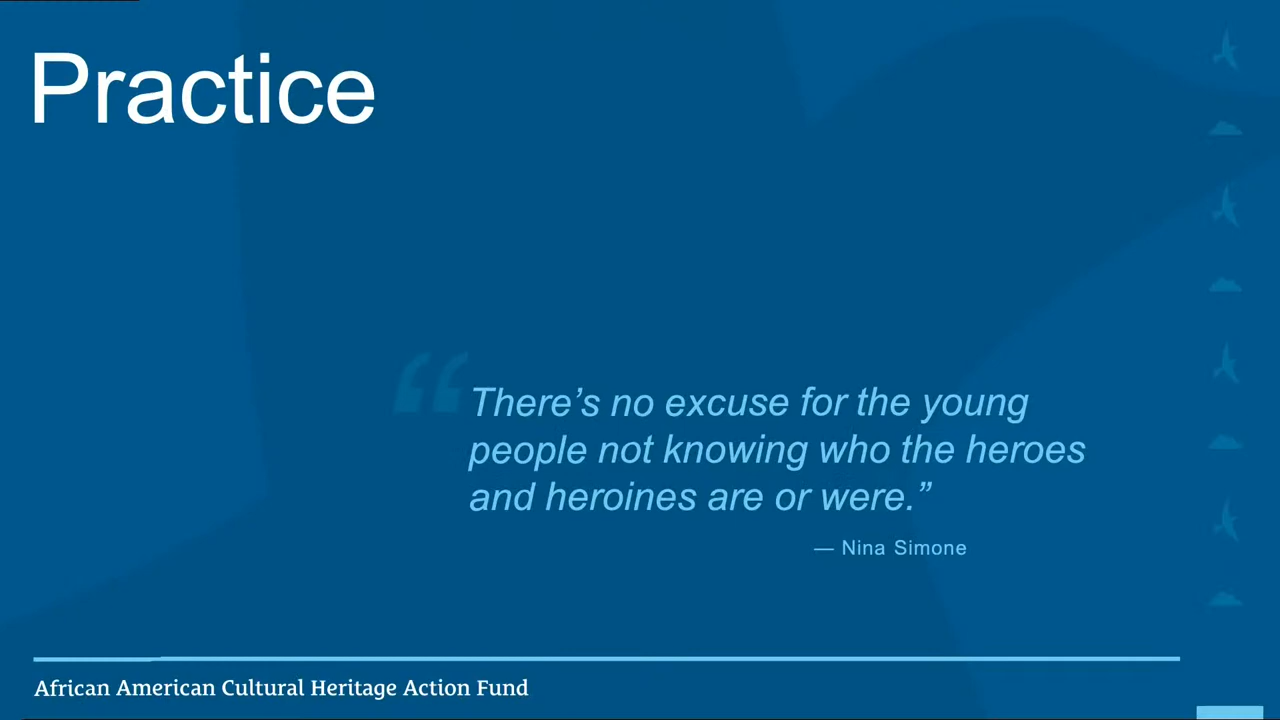 Practice
“There’s no excuse for the young
people not knowing who the heroes
and heroines are or were.”
— Nina Simone
African American Cultural Heritage Action Fund